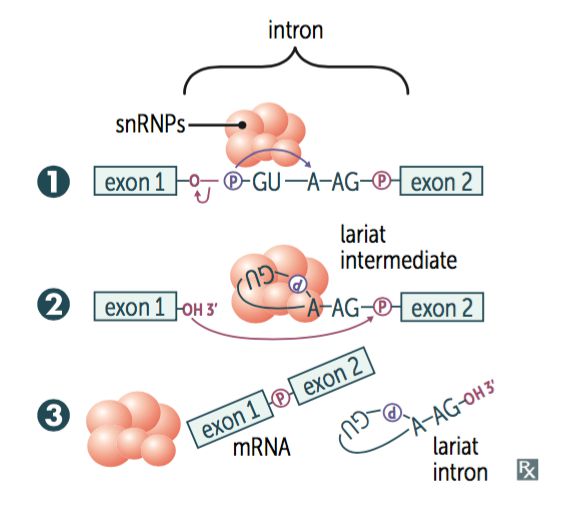 intron
snRNPs
1 exon 1 O P-GU-A-AG-P exon 2
lariat
intermediate
2 exon 1 OH 3' GU P A-AG-P exon 2
3 exon 1 P exon 2
mRNA
GU-P-A-AG-OH 3'
lariat
intron
Rx